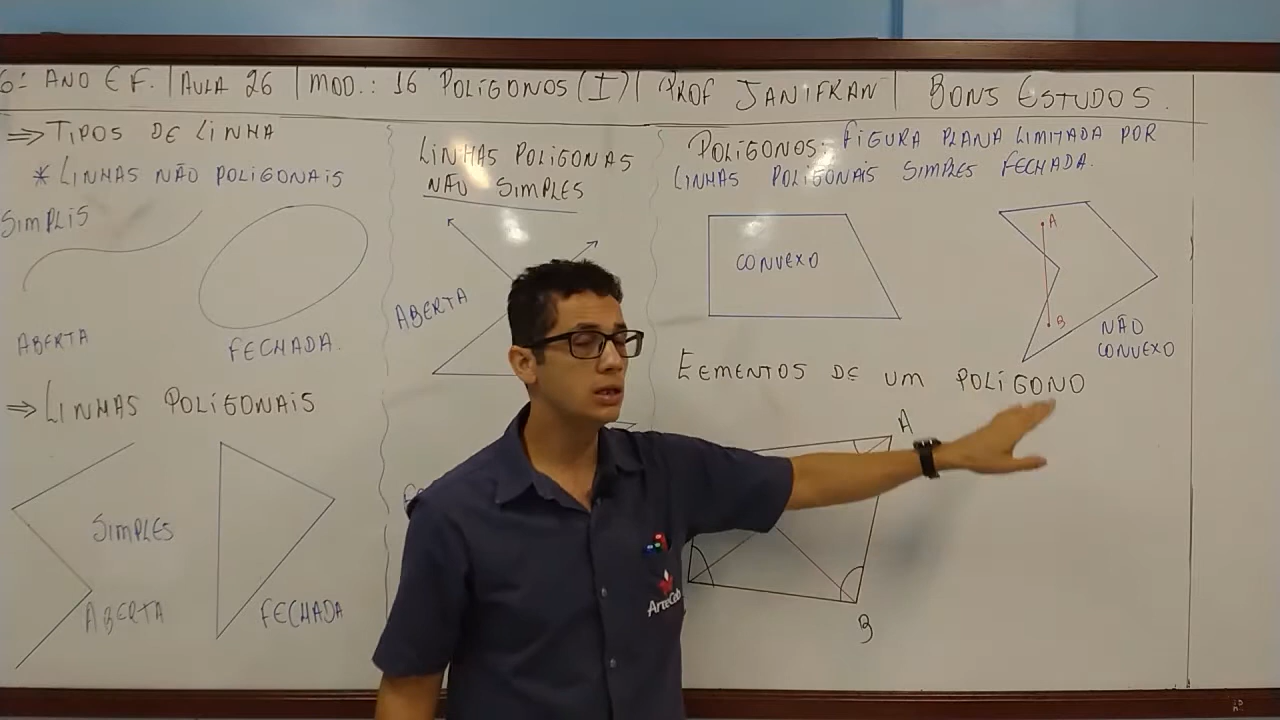 6º ANO E F. | AULA 26 | MOD.: 16 POLÍGONOS (I) | PROF JANIFRAN | BONS ESTUDOS.
⇒ TIPOS DE LINHA
* LINHAS NÃO POLIGONAIS
SIMPLIS
ABERTA
FECHADA.
⇒ LINHAS POLIGONAIS
SIMPLES
ABERTA
FECHADA
LINHAS POLIGONAS
NÃO SIMPLES
ABERTA
POLÍGONOS: FIGURA PLANA LIMITADA POR
LINHAS POLIGONAIS SIMPLES FECHADA.
CONVEXO
A
B
NÃO
CONVEXO
EEMENTOS DE UM POLÍGONO
A
B
ArteCeb